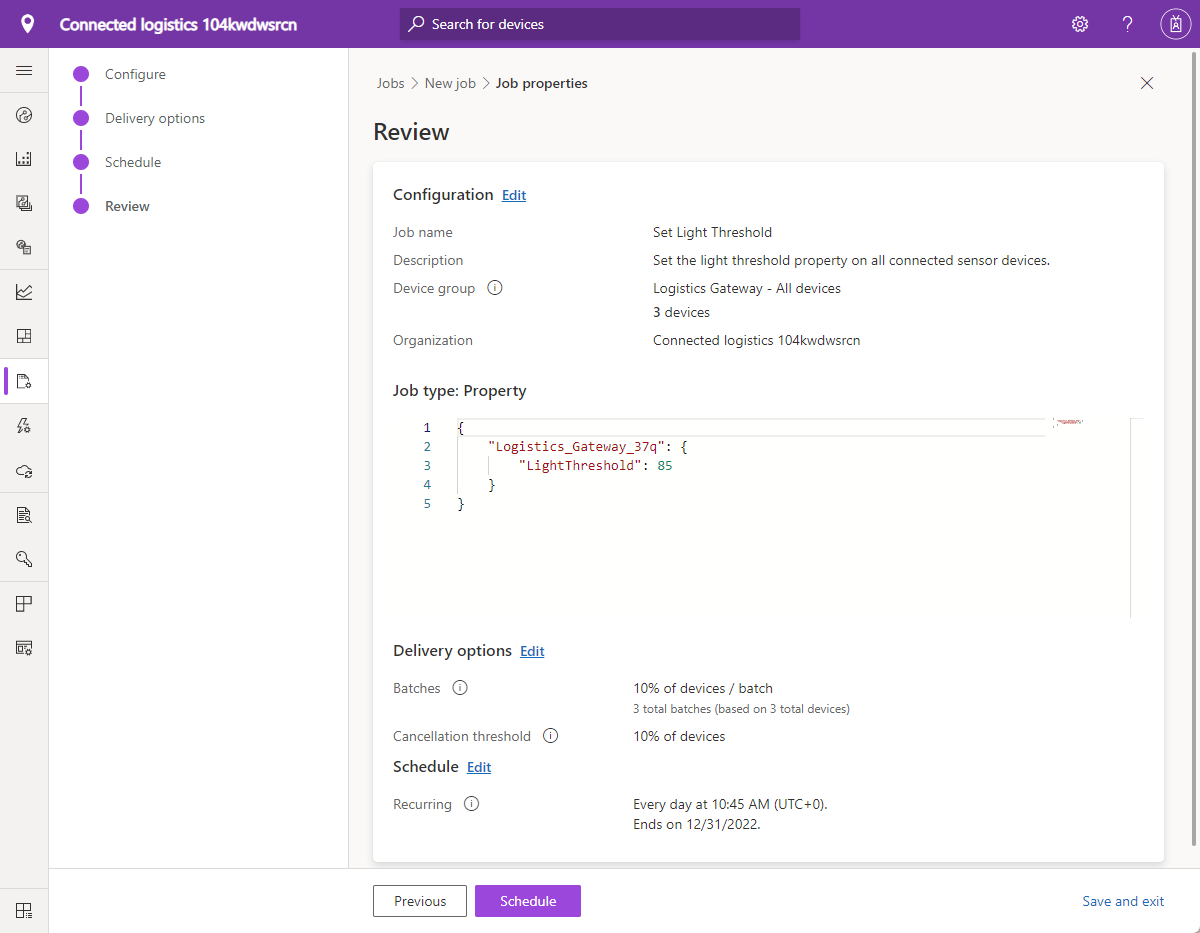 Connected logistics 104kwdwsrcn
Search for devices
Configure
Delivery options
Schedule
Review
Jobs > New job > Job properties
Review
Configuration Edit
Job name Set Light Threshold
Description Set the light threshold property on all connected sensor devices.
Device group Logistics Gateway - All devices
3 devices
Organization Connected logistics 104kwdwsrcn
Job type: Property
1 {
2 "Logistics_Gateway_37q": {
3 "LightThreshold": 85
4 }
5 }
Delivery options Edit
Batches 10% of devices / batch
3 total batches (based on 3 total devices)
Cancellation threshold 10% of devices
Schedule Edit
Recurring Every day at 10:45 AM (UTC+0).
Ends on 12/31/2022.
Previous Schedule Save and exit